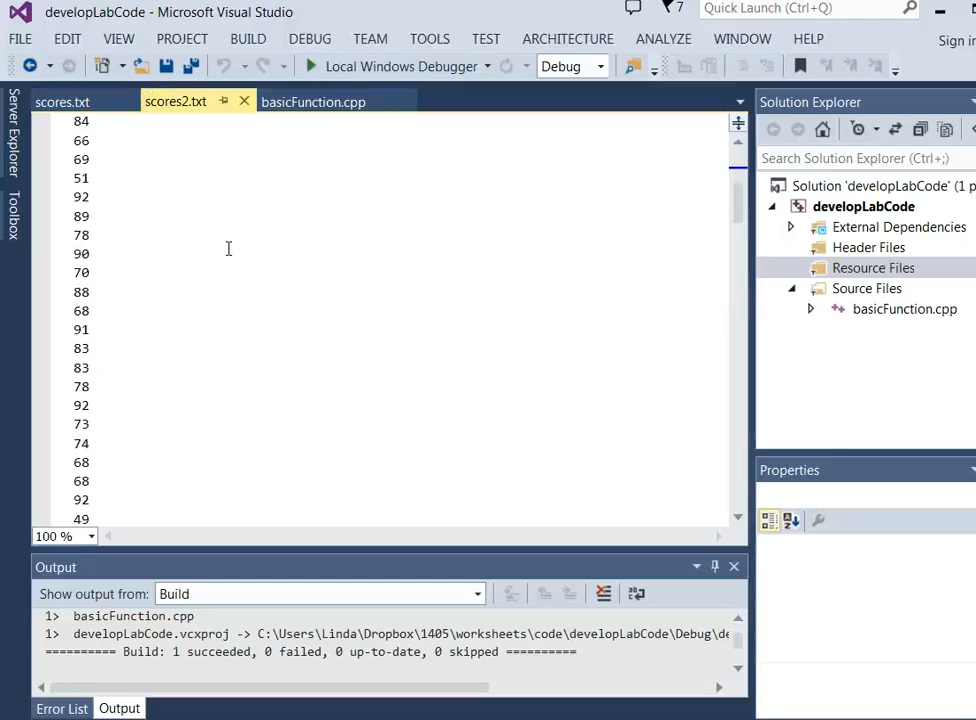 developLabCode - Microsoft Visual Studio
7
Quick Launch (Ctrl+Q)
FILE EDIT VIEW PROJECT BUILD DEBUG TEAM TOOLS TEST ARCHITECTURE ANALYZE WINDOW HELP
Sign in
Local Windows Debugger
Debug
Server Explorer
Toolbox
scores.txt
scores2.txt
basicFunction.cpp
84
66
69
51
92
89
78
90
70
88
68
91
83
83
78
92
73
74
68
68
92
49
100 %
Solution Explorer
Search Solution Explorer (Ctrl+;)
Solution 'developLabCode' (1 p
developLabCode
External Dependencies
Header Files
Resource Files
Source Files
basicFunction.cpp
Properties
Output
Show output from: Build
1> basicFunction.cpp
1> developLabCode.vcxproj -> C:\Users\Linda\Dropbox\1405\worksheets\code\developLabCode\Debug\de
========== Build: 1 succeeded, 0 failed, 0 up-to-date, 0 skipped ==========
Error List
Output